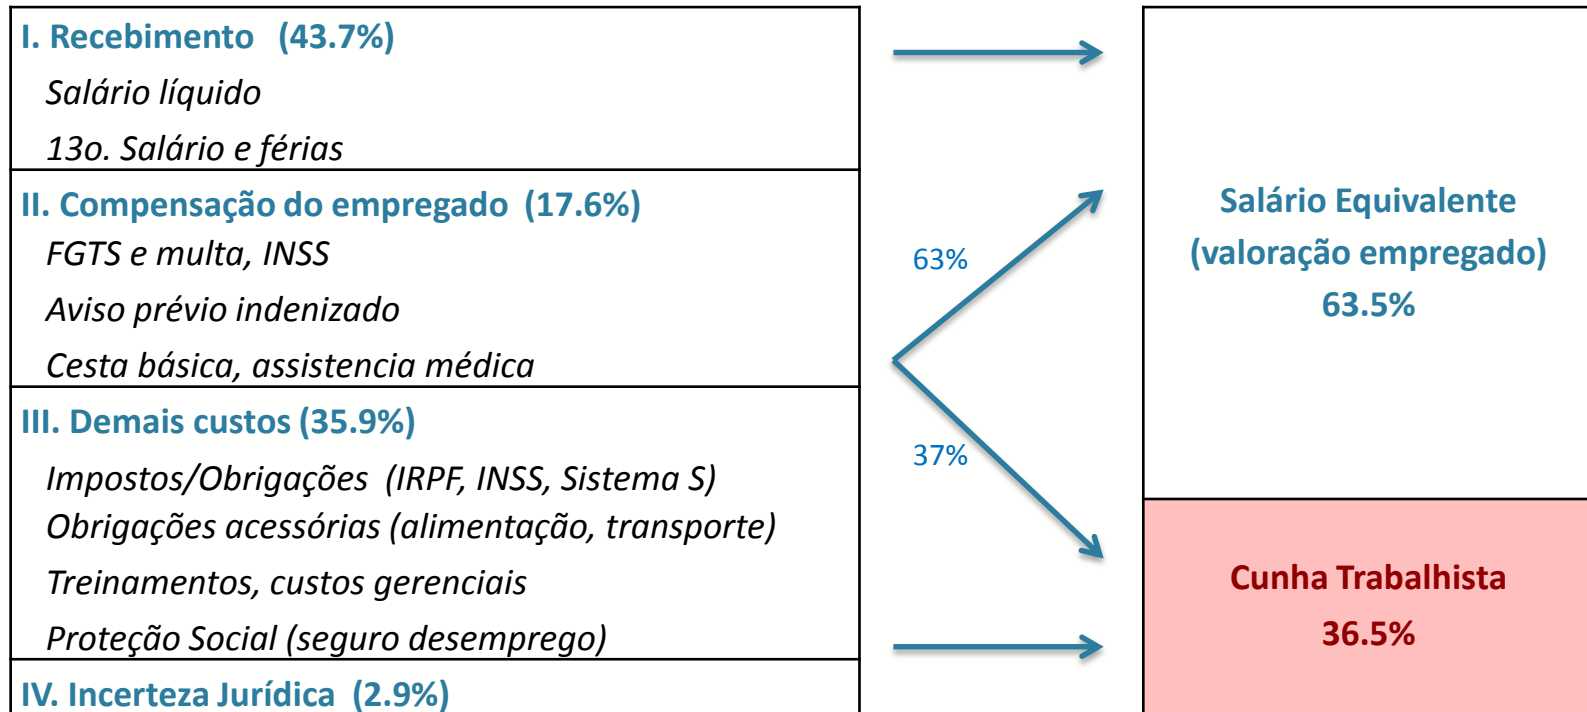 I. Recebimento (43.7%)
Salário líquido
13o. Salário e férias
II. Compensação do empregado (17.6%)
FGTS e multa, INSS
Aviso prévio indenizado
Cesta básica, assistencia médica
III. Demais custos (35.9%)
Impostos/Obrigações (IRPF, INSS, Sistema S)
Obrigações acessórias (alimentação, transporte)
Treinamentos, custos gerenciais
Proteção Social (seguro desemprego)
IV. Incerteza Jurídica (2.9%)
63%
37%
Salário Equivalente
(valoração empregado)
63.5%
Cunha Trabalhista
36.5%